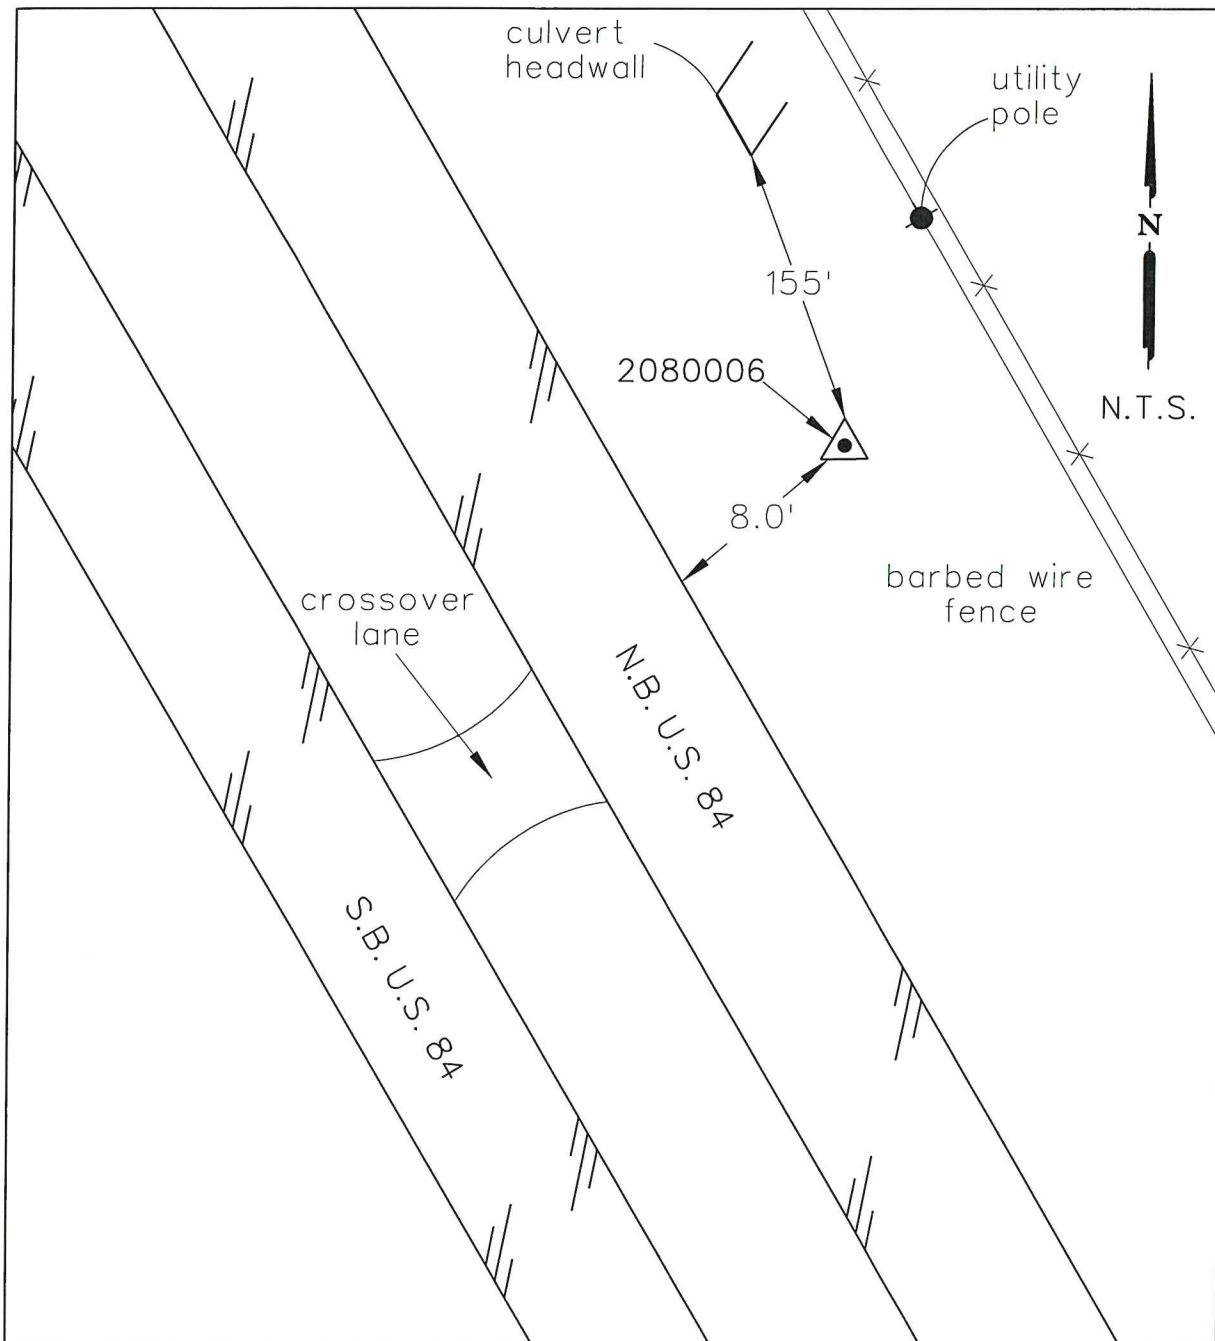 culvert
headwall
utility
pole
N
155'
2080006
N.T.S.
8.0'
barbed wire
fence
crossover
lane
N.B. U.S. 84
S.B. U.S. 84